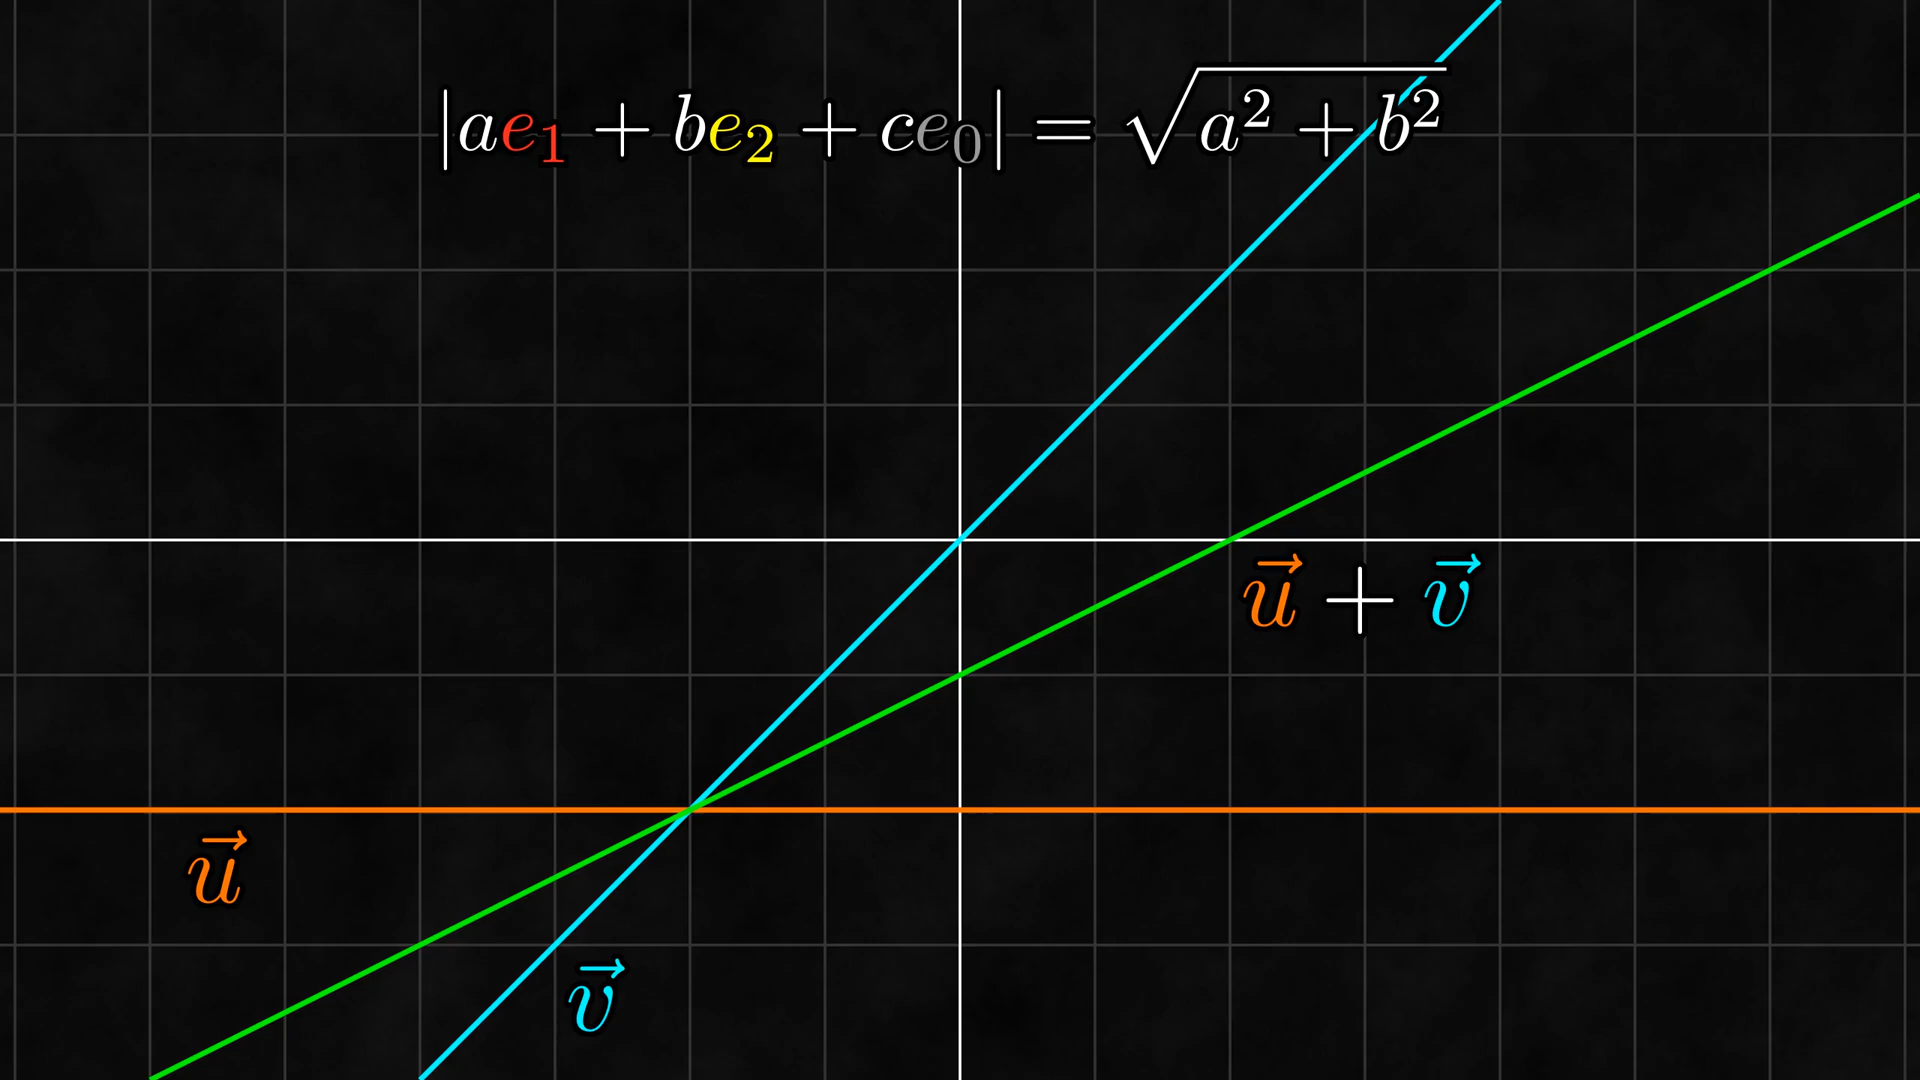 |ae₁ + be₂ + ce₀| = √(a² + b²)
u⃗ + v⃗
u⃗
v⃗